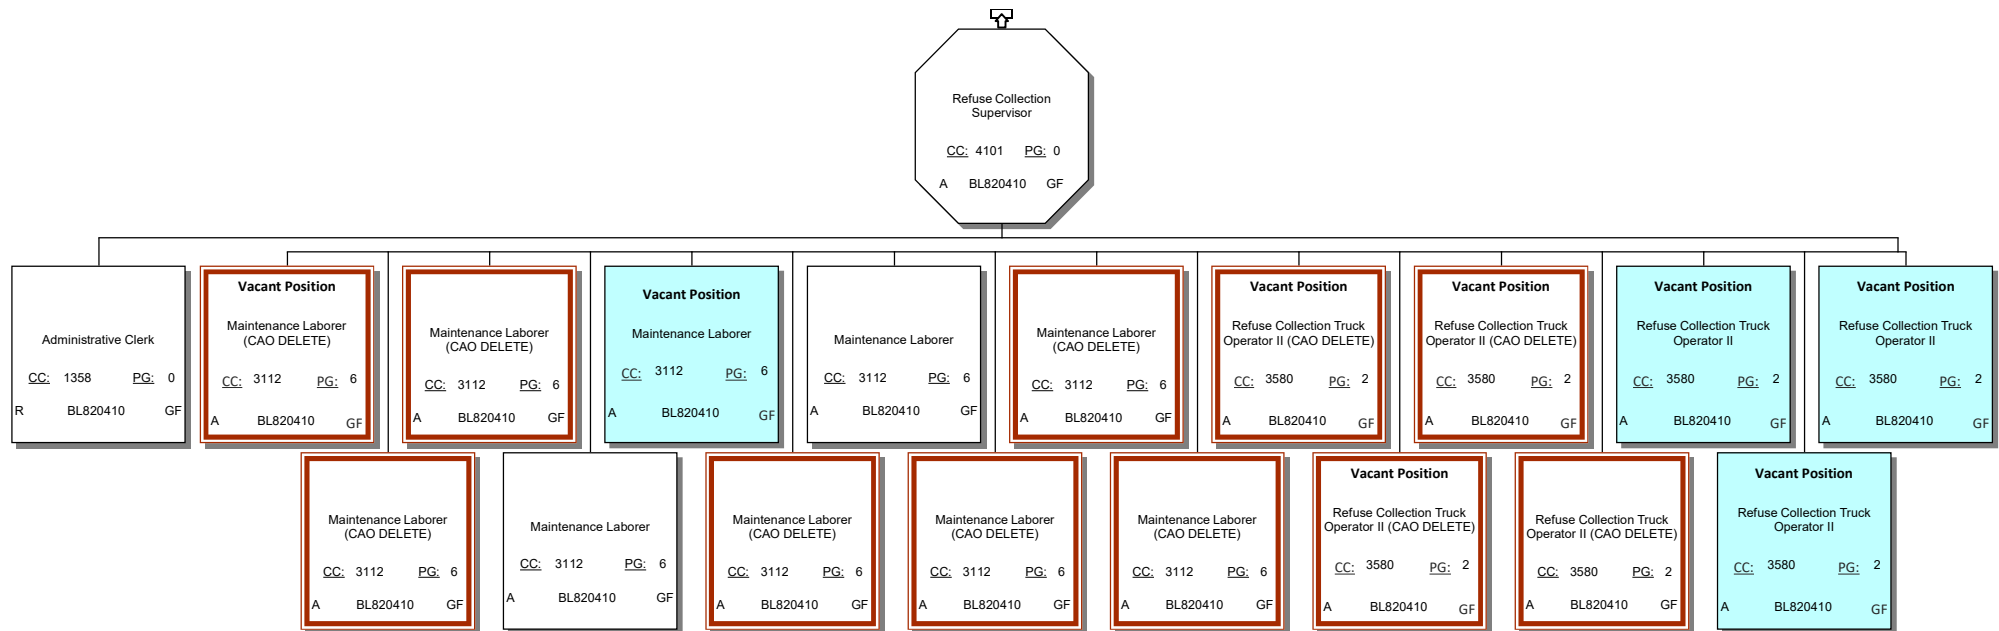 Refuse Collection
Supervisor
CC: 4101 PG: 0
A BL820410 GF
Administrative Clerk
CC: 1358 PG: 0
R BL820410 GF
Vacant Position
Maintenance Laborer
(CAO DELETE)
CC: 3112 PG: 6
A BL820410 GF
Maintenance Laborer
(CAO DELETE)
CC: 3112 PG: 6
A BL820410 GF
Vacant Position
Maintenance Laborer
CC: 3112 PG: 6
A BL820410 GF
Maintenance Laborer
CC: 3112 PG: 6
A BL820410 GF
Maintenance Laborer
(CAO DELETE)
CC: 3112 PG: 6
A BL820410 GF
Vacant Position
Refuse Collection Truck
Operator II (CAO DELETE)
CC: 3580 PG: 2
A BL820410 GF
Vacant Position
Refuse Collection Truck
Operator II (CAO DELETE)
CC: 3580 PG: 2
A BL820410 GF
Vacant Position
Refuse Collection Truck
Operator II
CC: 3580 PG: 2
A BL820410 GF
Vacant Position
Refuse Collection Truck
Operator II
CC: 3580 PG: 2
A BL820410 GF
Maintenance Laborer
(CAO DELETE)
CC: 3112 PG: 6
A BL820410 GF
Maintenance Laborer
CC: 3112 PG: 6
A BL820410 GF
Maintenance Laborer
(CAO DELETE)
CC: 3112 PG: 6
A BL820410 GF
Maintenance Laborer
(CAO DELETE)
CC: 3112 PG: 6
A BL820410 GF
Maintenance Laborer
(CAO DELETE)
CC: 3112 PG: 6
A BL820410 GF
Vacant Position
Refuse Collection Truck
Operator II (CAO DELETE)
CC: 3580 PG: 2
A BL820410 GF
Refuse Collection Truck
Operator II (CAO DELETE)
CC: 3580 PG: 2
A BL820410 GF
Vacant Position
Refuse Collection Truck
Operator II
CC: 3580 PG: 2
A BL820410 GF